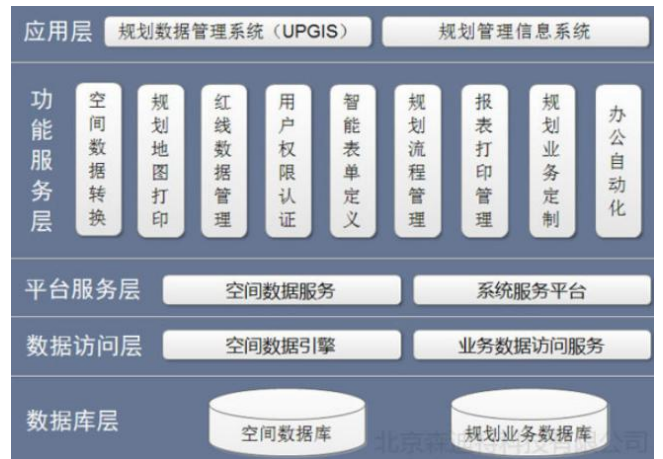 应用层 规划数据管理系统（UPGIS） 规划管理信息系统
功能服务层 空间数据转换 规划地图打印 红线数据管理 用户权限认证 智能表单定义 规划流程管理 报表打印管理 规划业务定制 办公自动化
平台服务层 空间数据服务 系统服务平台
数据访问层 空间数据引擎 业务数据访问服务
数据库层 空间数据库 规划业务数据库